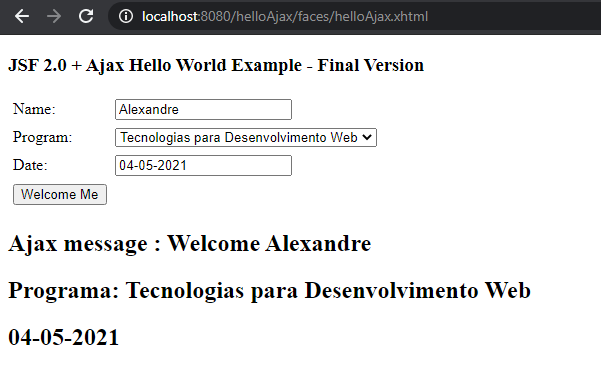 localhost:8080/helloAjax/faces/helloAjax.xhtml
JSF 2.0 + Ajax Hello World Example - Final Version
Name: Alexandre
Program: Tecnologias para Desenvolvimento Web
Date: 04-05-2021
Welcome Me
Ajax message : Welcome Alexandre
Programa: Tecnologias para Desenvolvimento Web
04-05-2021